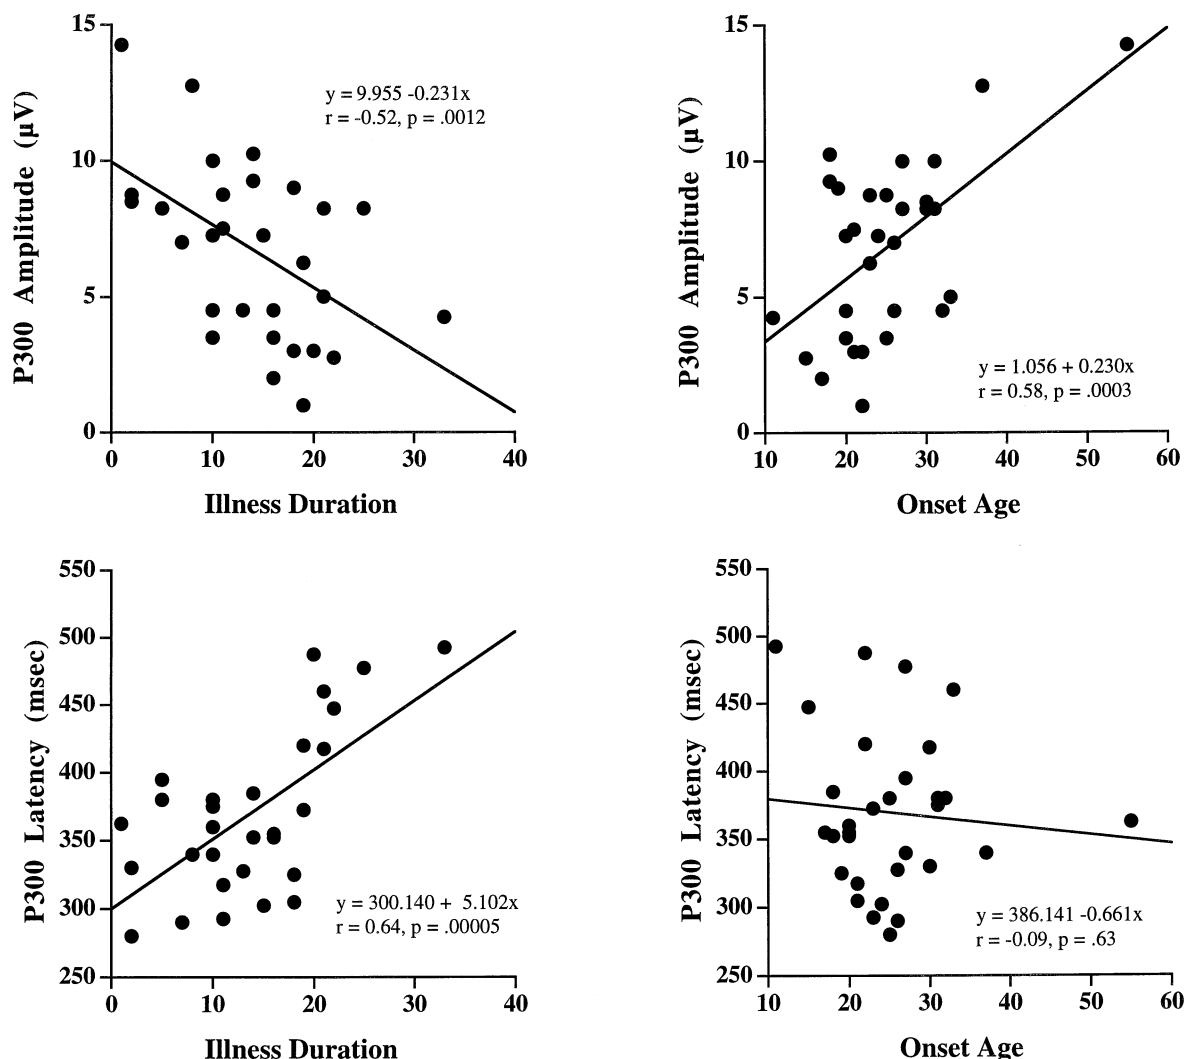 15
10
5
0
P300 Amplitude (µV)
y = 9.955 -0.231x
r = -0.52, p = .0012
0 10 20 30 40
Illness Duration
15
10
5
0
P300 Amplitude (µV)
y = 1.056 + 0.230x
r = 0.58, p = .0003
10 20 30 40 50 60
Onset Age
550
500
450
400
350
300
250
P300 Latency (msec)
y = 300.140 + 5.102x
r = 0.64, p = .00005
0 10 20 30 40
Illness Duration
550
500
450
400
350
300
250
P300 Latency (msec)
y = 386.141 -0.661x
r = -0.09, p = .63
10 20 30 40 50 60
Onset Age